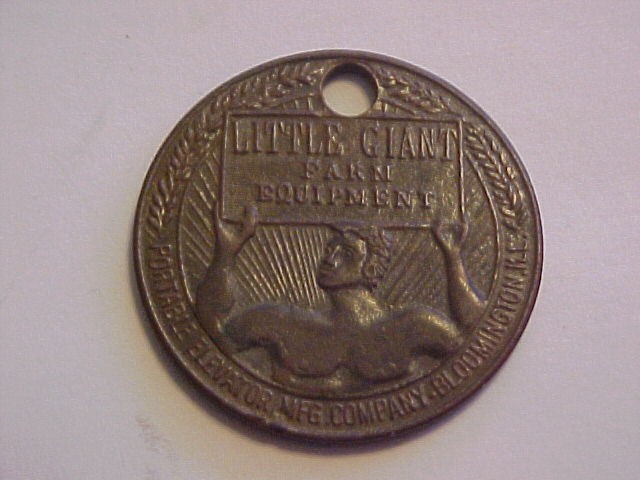 LITTLE GIANT
FARM
EQUIPMENT
PORTABLE ELEVATOR MFG. COMPANY. BLOOMINGTON, ILL.